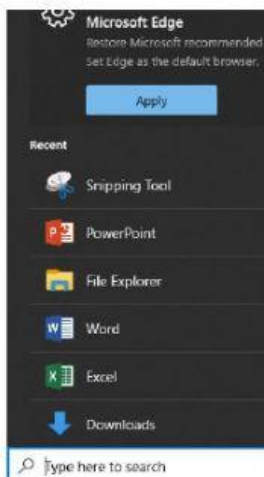 Microsoft Edge
Restore Microsoft recommended
Set Edge as the default browser.
Apply
Recent
Snipping Tool
PowerPoint
File Explorer
Word
Excel
Downloads
Type here to search